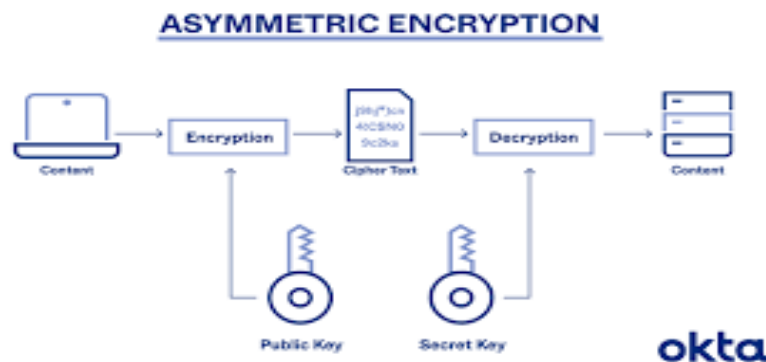 ASYMMETRIC ENCRYPTION
Encryption
Decryption
Content
Cipher Text
Content
Public Key
Secret Key
okta